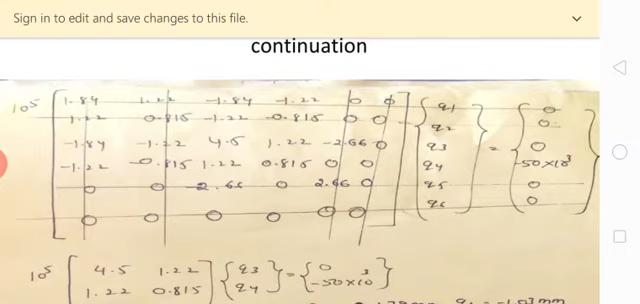 Sign in to edit and save changes to this file.
continuation
10⁵ [ 1.84 1.22 -1.84 -1.22 0 0 ] { q1 } = { 0 }
1.22 0.815 -1.22 -0.815 0 0 q2 0
-1.84 -1.22 4.5 1.22 -2.66 0 q3 0
-1.22 -0.815 1.22 0.815 0 0 q4 -50×10³
0 0 -2.66 0 2.66 0 q5 0
0 0 0 0 0 0 q6 0
10⁵ [ 4.5 1.22 ] { q3 } = { 0 }
1.22 0.815 q4 -50×10³